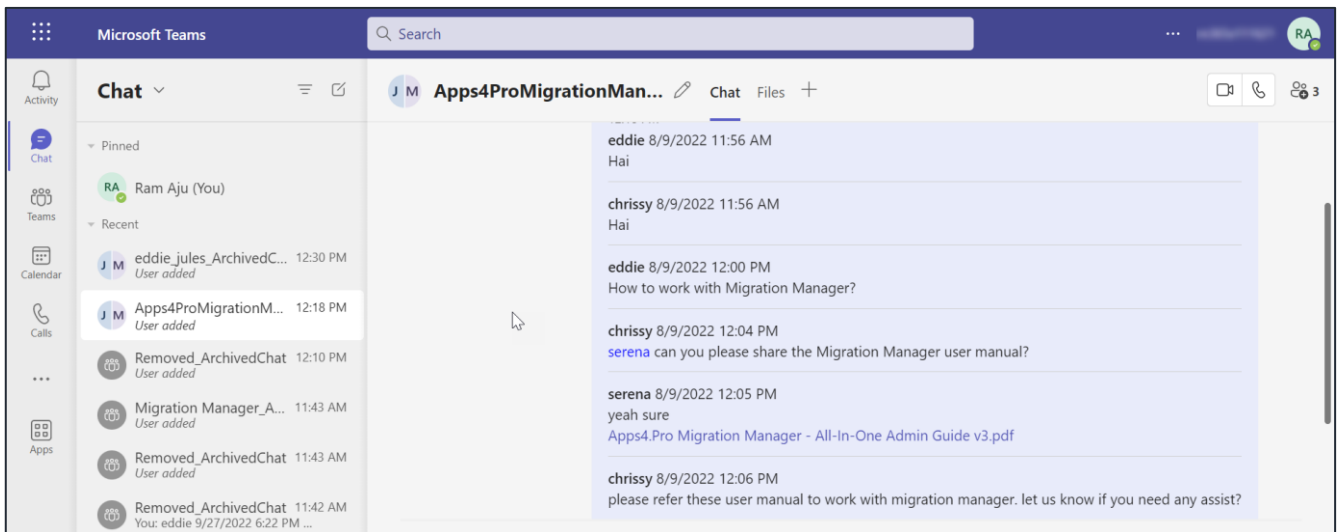 Microsoft Teams
Search
RA
Activity
Chat
Teams
Calendar
Calls
Apps
Chat
Pinned
RA Ram Aju (You)
Recent
J M eddie_jules_ArchivedC... 12:30 PM
User added
J M Apps4ProMigrationM... 12:18 PM
User added
Removed_ArchivedChat 12:10 PM
User added
Migration Manager_A... 11:43 AM
User added
Removed_ArchivedChat 11:43 AM
User added
Removed_ArchivedChat 11:42 AM
You: eddie 9/27/2022 6:22 PM ...
J M Apps4ProMigrationMan... Chat Files + 3
eddie 8/9/2022 11:56 AM
Hai
chrissy 8/9/2022 11:56 AM
Hai
eddie 8/9/2022 12:00 PM
How to work with Migration Manager?
chrissy 8/9/2022 12:04 PM
serena can you please share the Migration Manager user manual?
serena 8/9/2022 12:05 PM
yeah sure
Apps4.Pro Migration Manager - All-In-One Admin Guide v3.pdf
chrissy 8/9/2022 12:06 PM
please refer these user manual to work with migration manager. let us know if you need any assist?